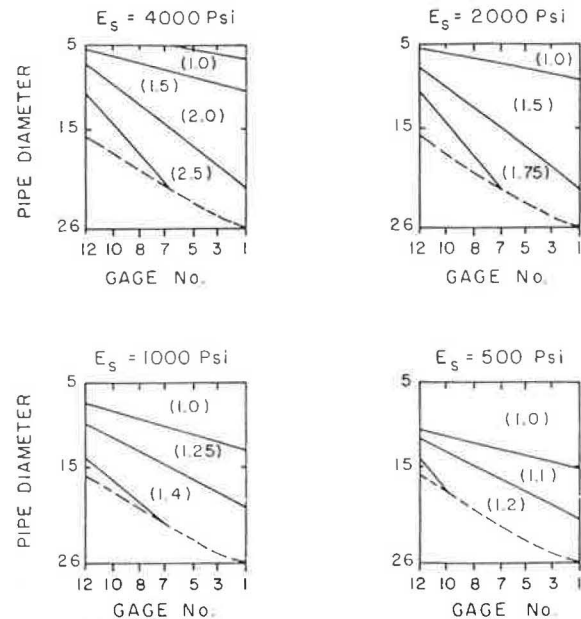 E_s = 4000 Psi
5
(1.0)
(1.5)
(2.0)
15
(2.5)
26
12 10 8 7 5 3 1
PIPE DIAMETER
GAGE No.
E_s = 2000 Psi
5
(1.0)
(1.5)
15
(1.75)
26
12 10 8 7 5 3 1
GAGE No.
E_s = 1000 Psi
5
(1.0)
(1.25)
15
(1.4)
26
12 10 8 7 5 3 1
PIPE DIAMETER
GAGE No.
E_s = 500 Psi
5
(1.0)
15
(1.1)
(1.2)
26
12 10 8 7 5 3 1
GAGE No.